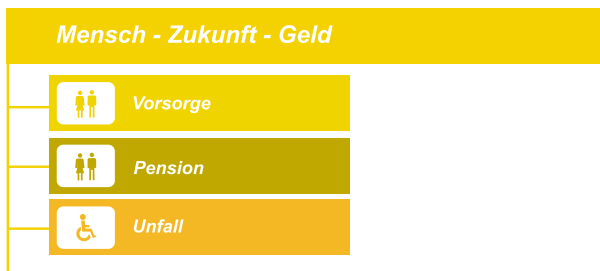 Mensch - Zukunft - Geld
Vorsorge
Pension
Unfall